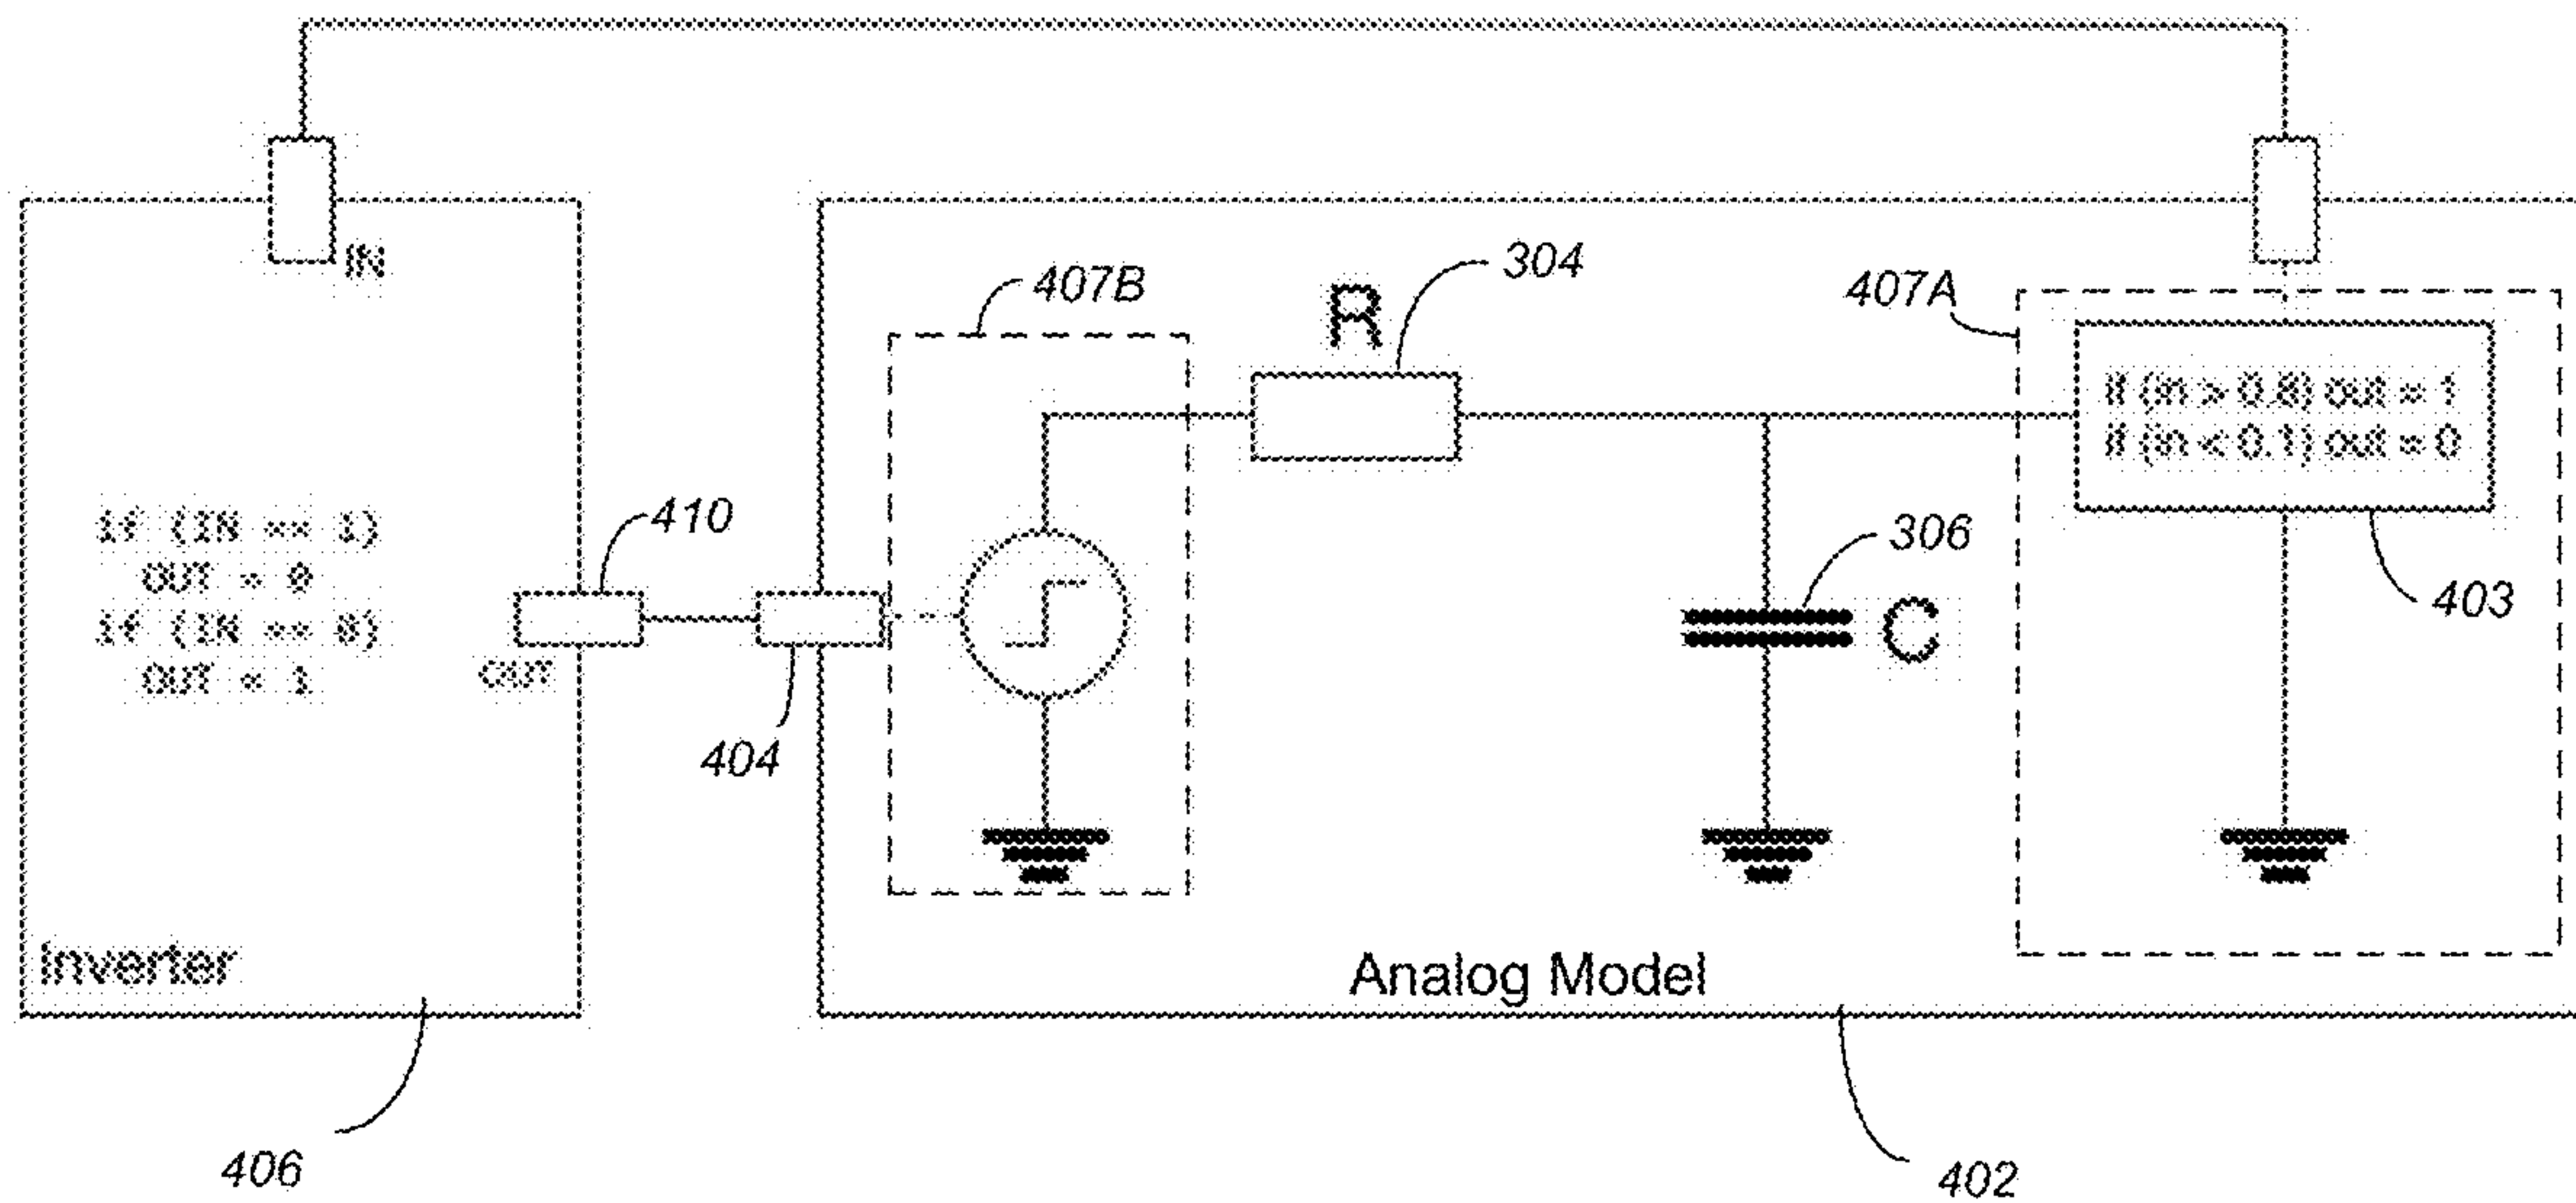 IN
407B
R
304
407A
if (in > 0.8) out = 1
if (in < 0.1) out = 0
if (IN == 1)
OUT = 0
if (IN == 0)
OUT = 1
410
OUT
404
306
C
403
Inverter
Analog Model
406
402